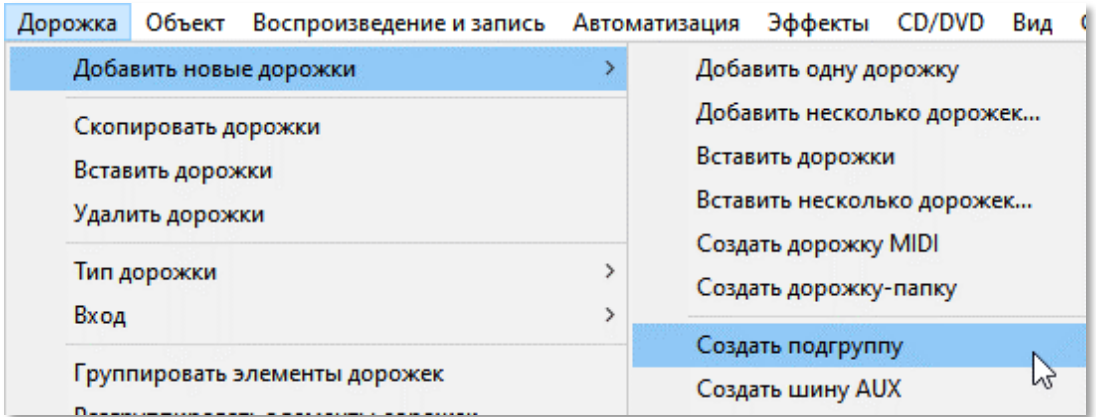 Дорожка Объект Воспроизведение и запись Автоматизация Эффекты CD/DVD Вид
Добавить новые дорожки >
Скопировать дорожки
Вставить дорожки
Удалить дорожки
Тип дорожки >
Вход >
Группировать элементы дорожек
Добавить одну дорожку
Добавить несколько дорожек...
Вставить дорожки
Вставить несколько дорожек...
Создать дорожку MIDI
Создать дорожку-папку
Создать подгруппу
Создать шину AUX